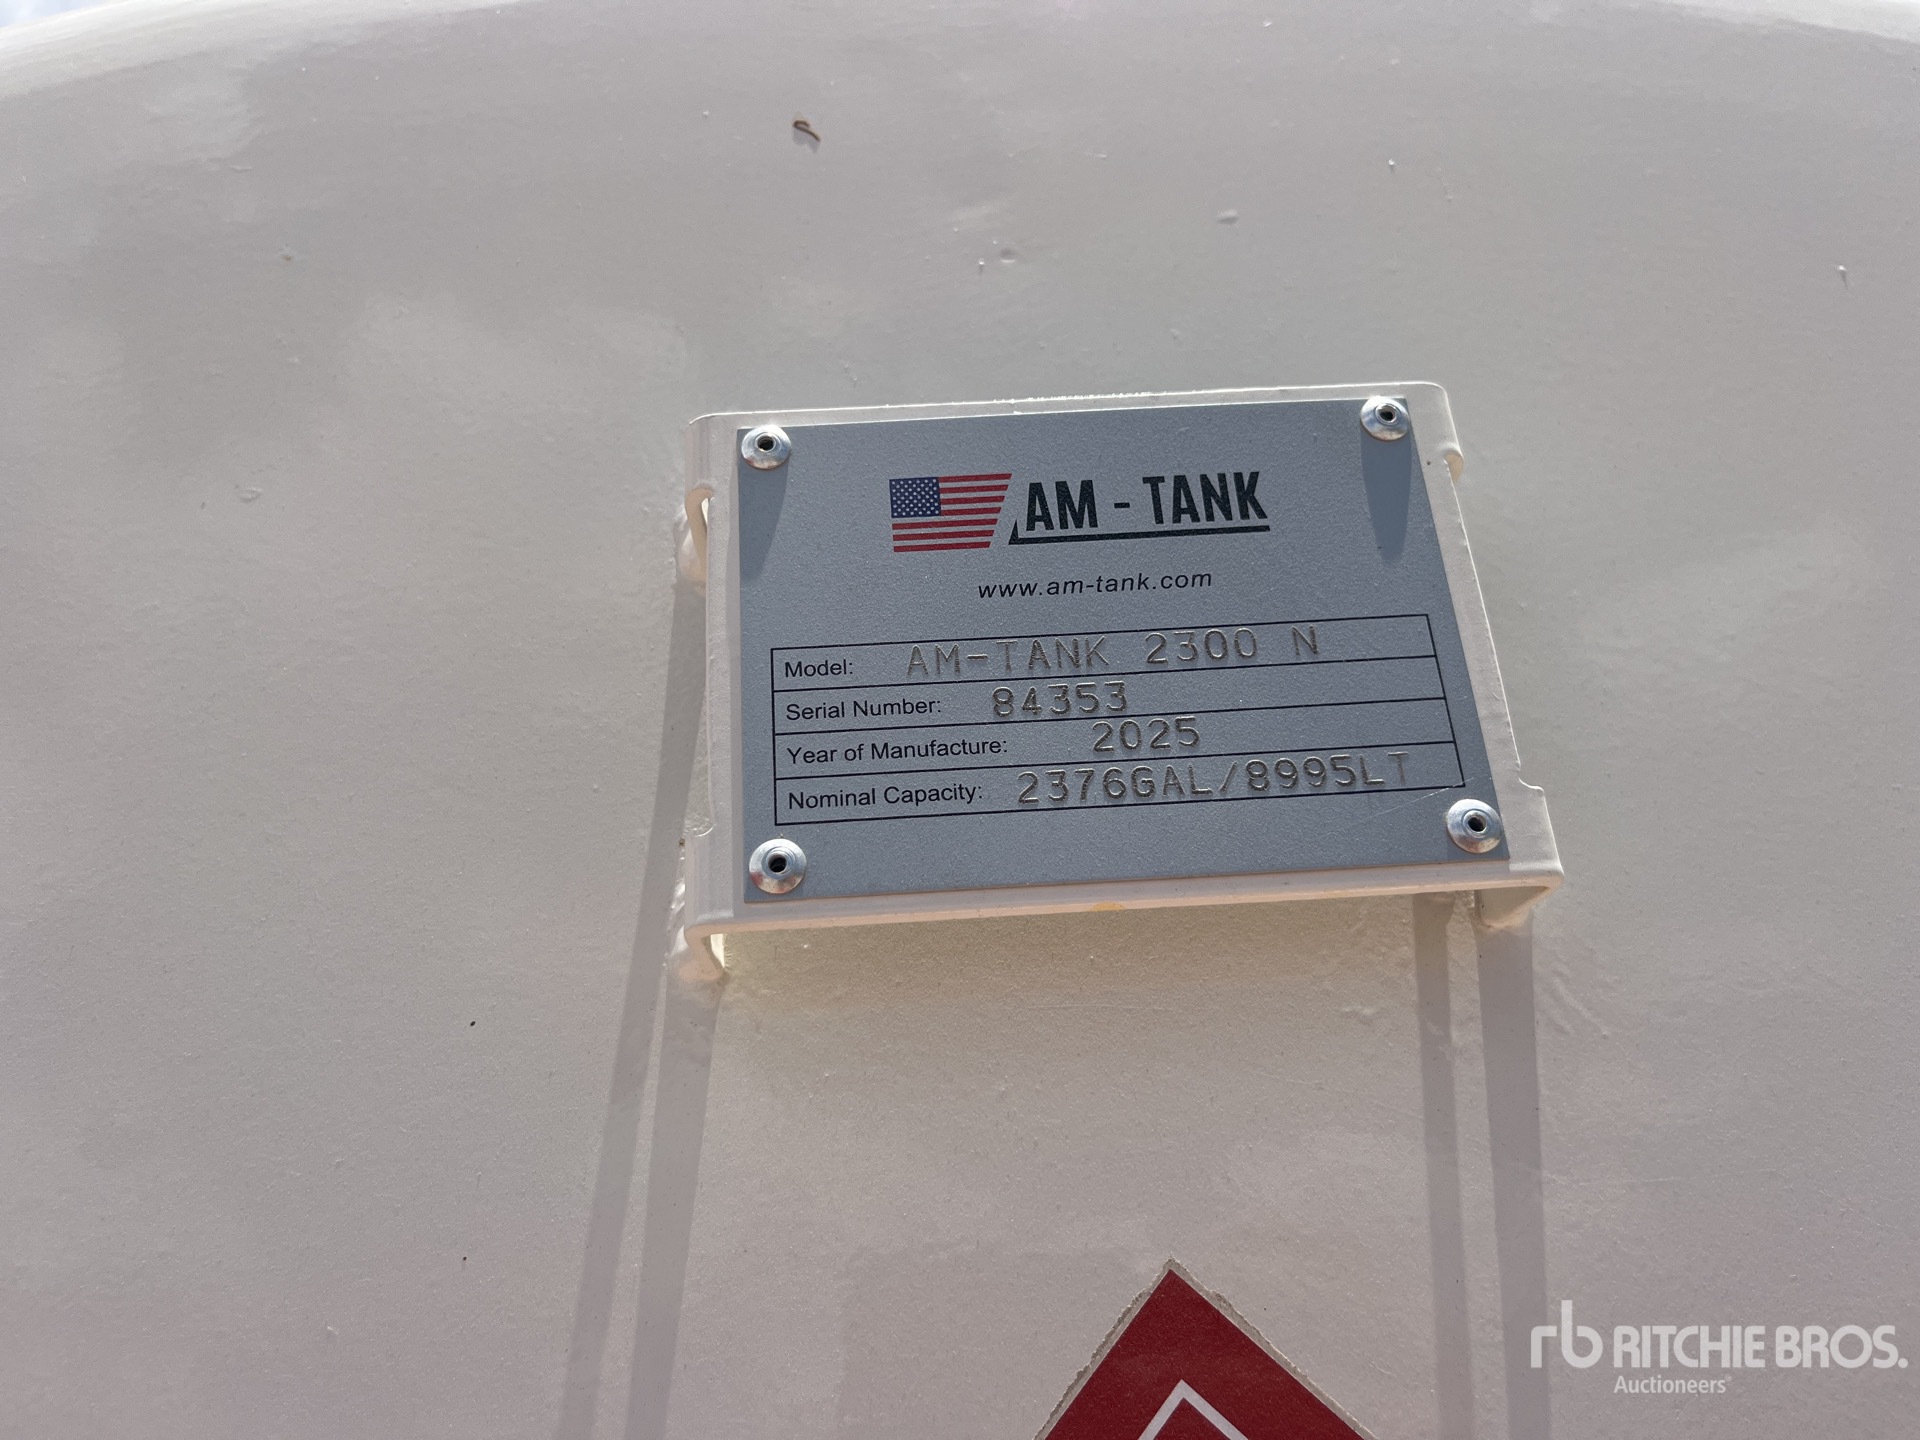 AM - TANK
www.am-tank.com
Model: AM-TANK 2300 N
Serial Number: 84353
Year of Manufacture: 2025
Nominal Capacity: 2376GAL/8995LT
rb RITCHIE BROS.
Auctioneers